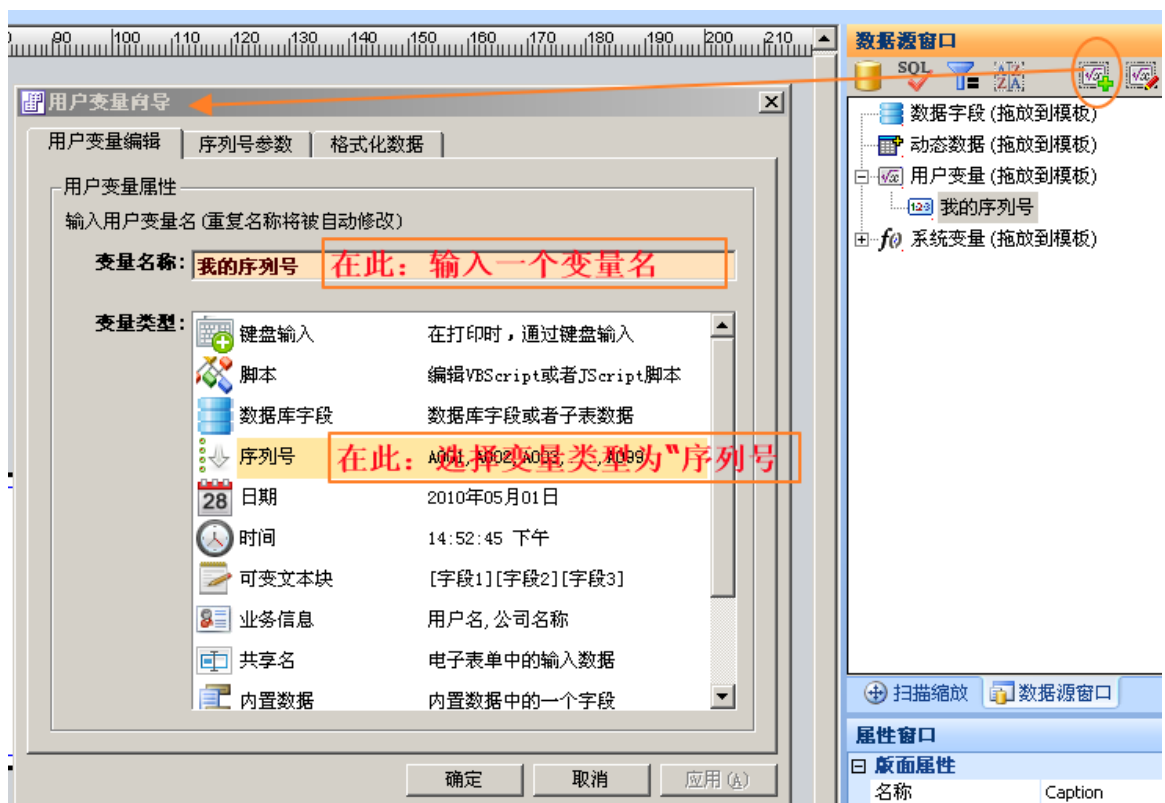 90 100 110 120 130 140 150 160 170 180 190 200 210
数据源窗口
SQL
用户变量向导
用户变量编辑 序列号参数 格式化数据
用户变量属性
输入用户变量名(重复名称将被自动修改)
变量名称: 我的序列号 在此：输入一个变量名
变量类型:
键盘输入 在打印时，通过键盘输入
脚本 编辑VBScript或者JScript脚本
数据库字段 数据库字段或者子表数据
序列号 A001,A002,A003,...,A099
在此：选择变量类型为“序列号
28 日期 2010年05月01日
时间 14:52:45 下午
可变文本块 [字段1][字段2][字段3]
业务信息 用户名,公司名称
共享名 电子表单中的输入数据
内置数据 内置数据中的一个字段
确定 取消 应用(A)
数据字段(拖放到模板)
动态数据(拖放到模板)
用户变量(拖放到模板)
123 我的序列号
f() 系统变量(拖放到模板)
扫描缩放 数据源窗口
属性窗口
版面属性
名称 Caption